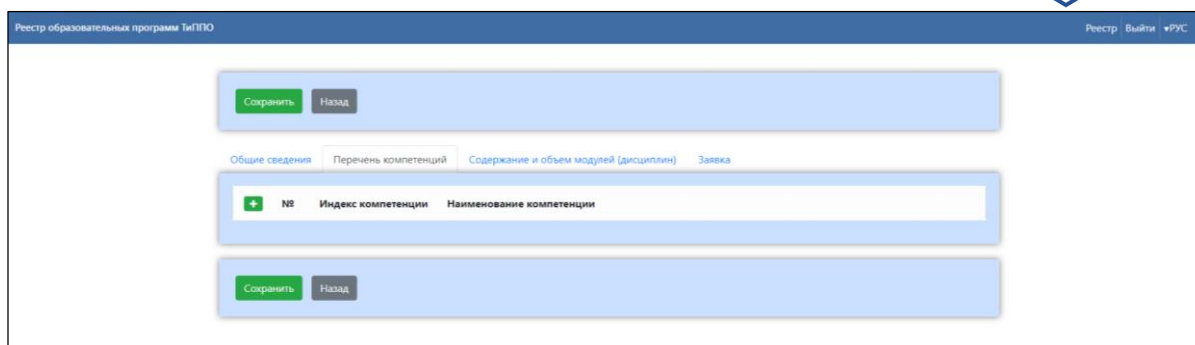 Реестр образовательных программ ТиППО Реестр Выйти ▾РУС
Сохранить Назад
Общие сведения Перечень компетенций Содержание и объем модулей (дисциплин) Заявка
+ № Индекс компетенции Наименование компетенции
Сохранить Назад